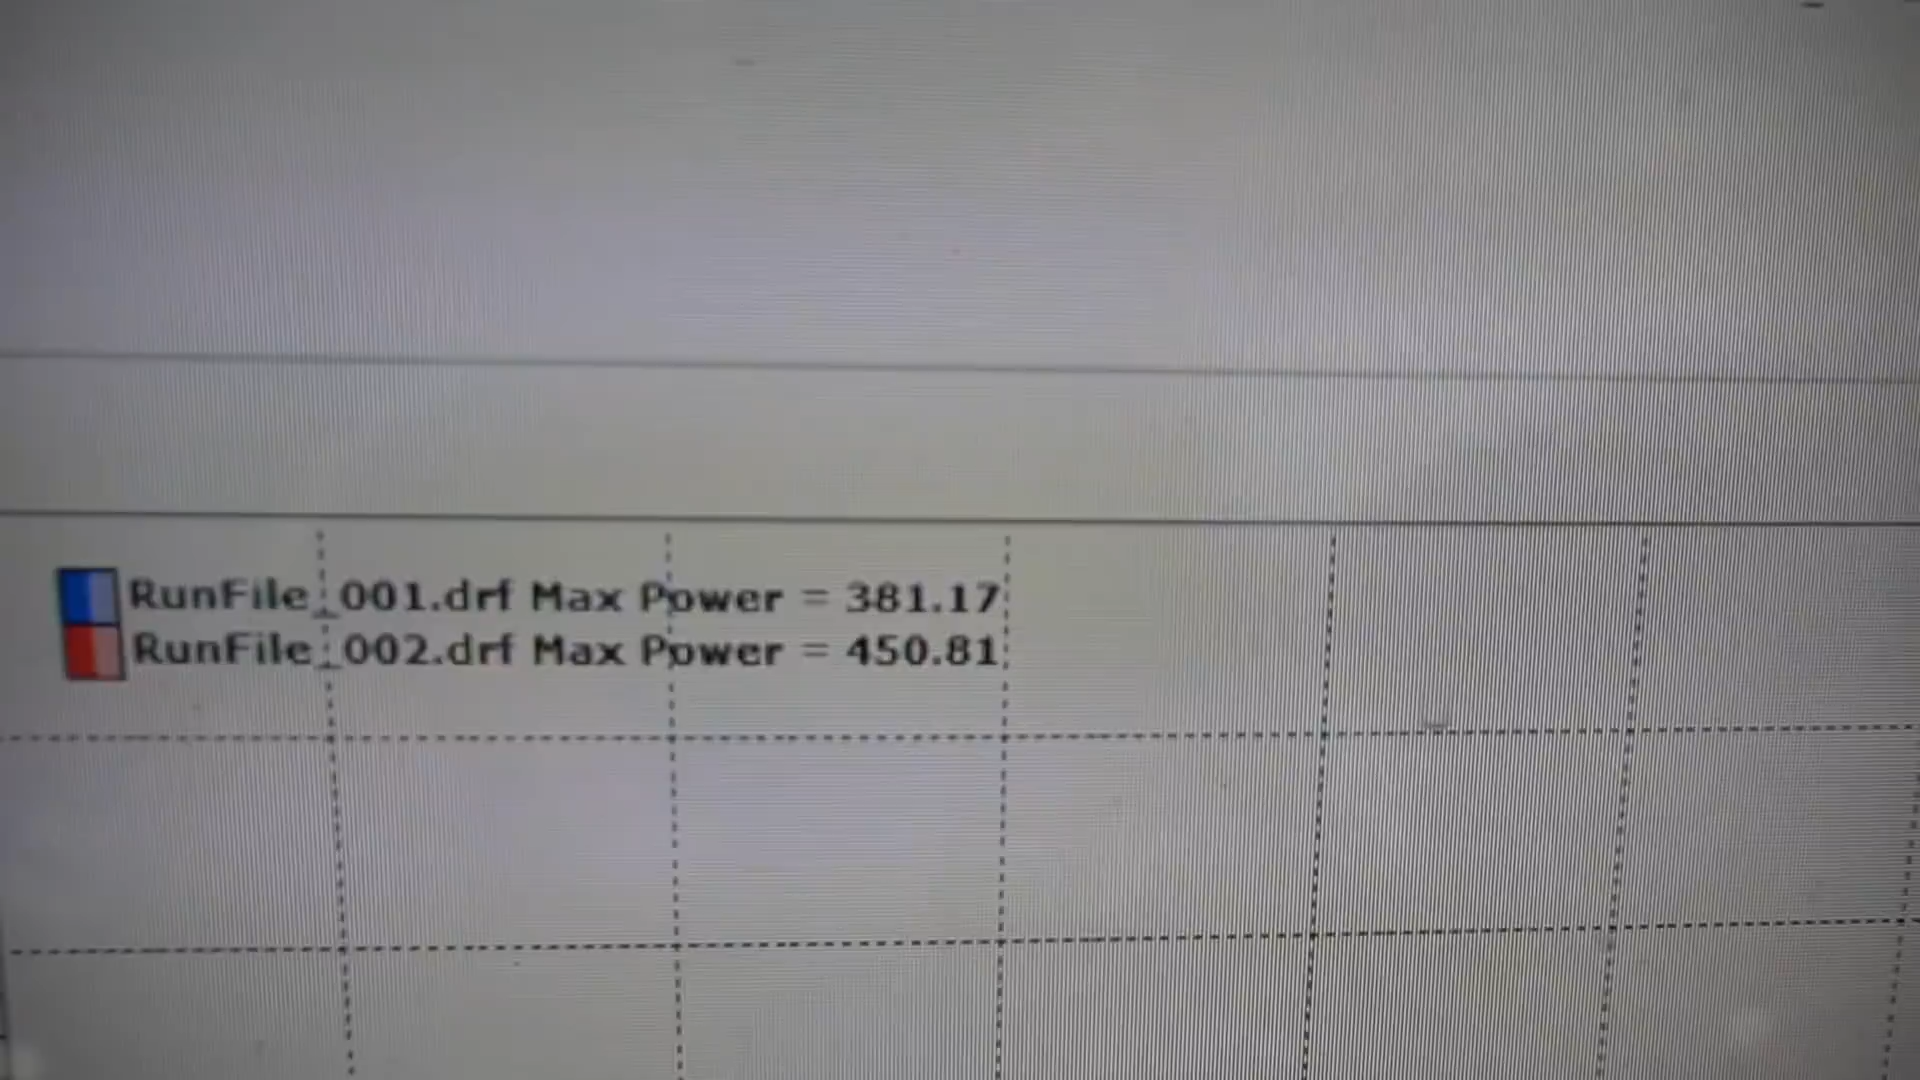 RunFile_001.drf Max Power = 381.17
RunFile_002.drf Max Power = 450.81